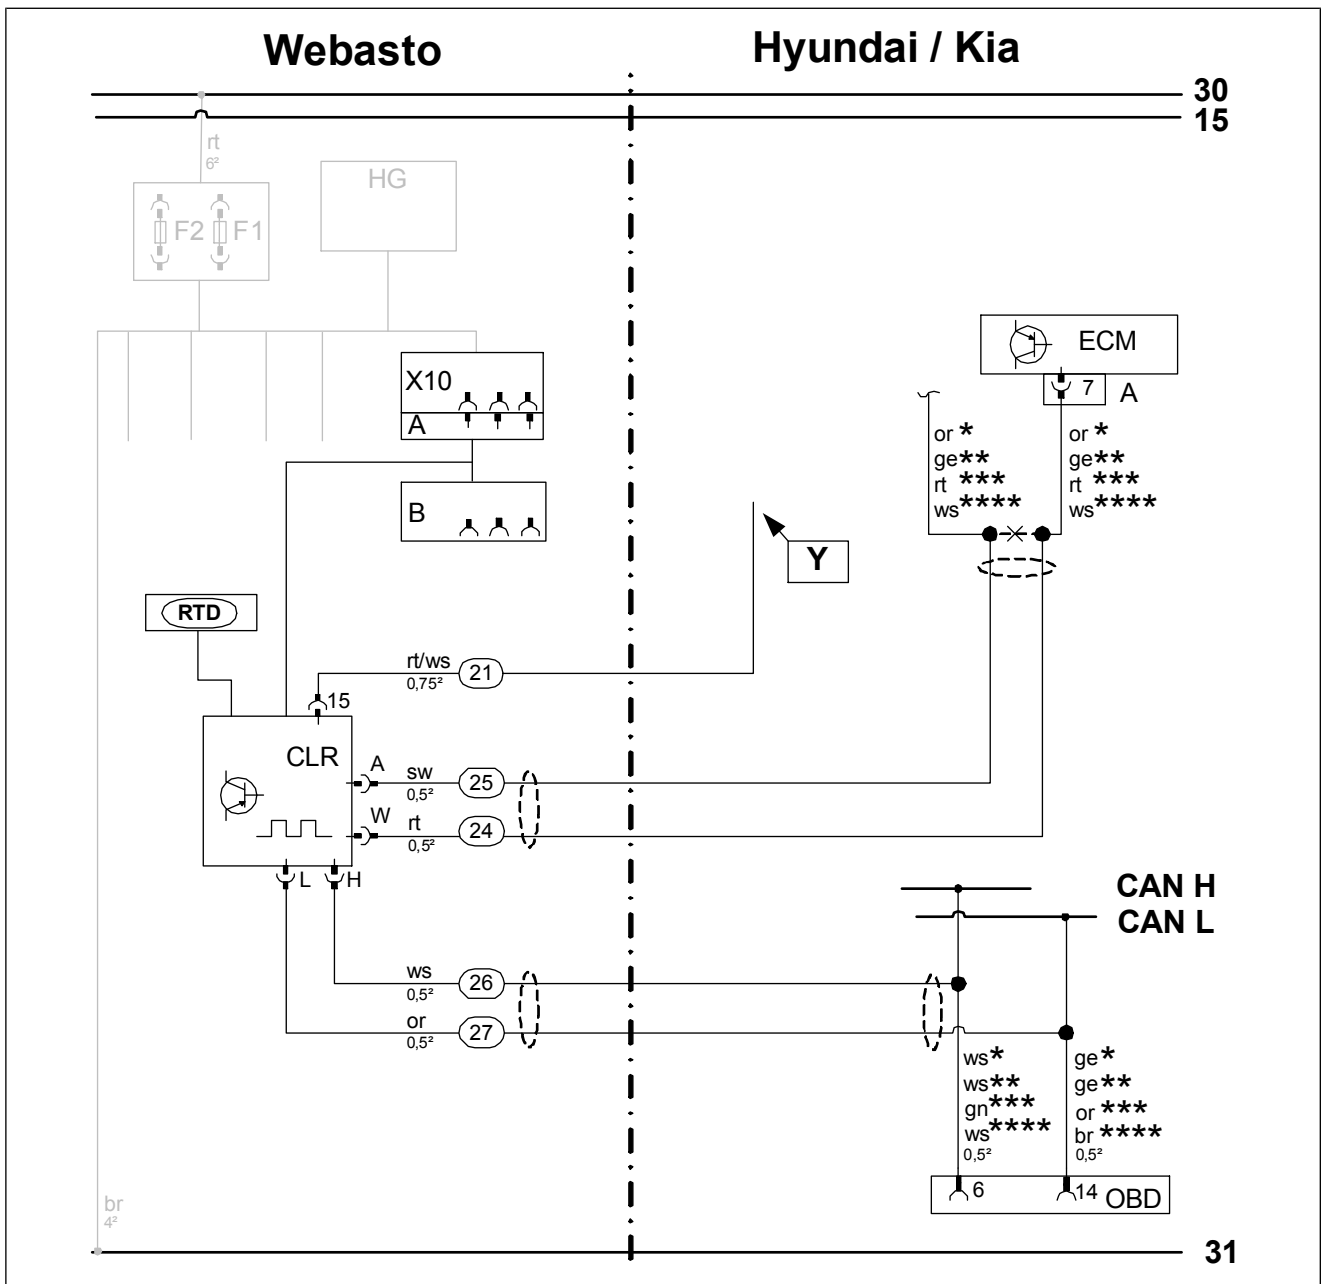 Webasto
Hyundai / Kia
30
15
rt
6²
HG
F2
F1
ECM
7
A
X10
A
B
or *
ge**
rt ***
ws****
or *
ge**
rt ***
ws****
Y
RTD
rt/ws
0,75²
21
15
CLR
A
sw
0,5²
25
W
rt
0,5²
24
L
H
CAN H
CAN L
ws
0,5²
26
or
0,5²
27
ws*
ws**
gn***
ws****
0,5²
ge*
ge**
or ***
br ****
0,5²
6
14
OBD
br
4²
31